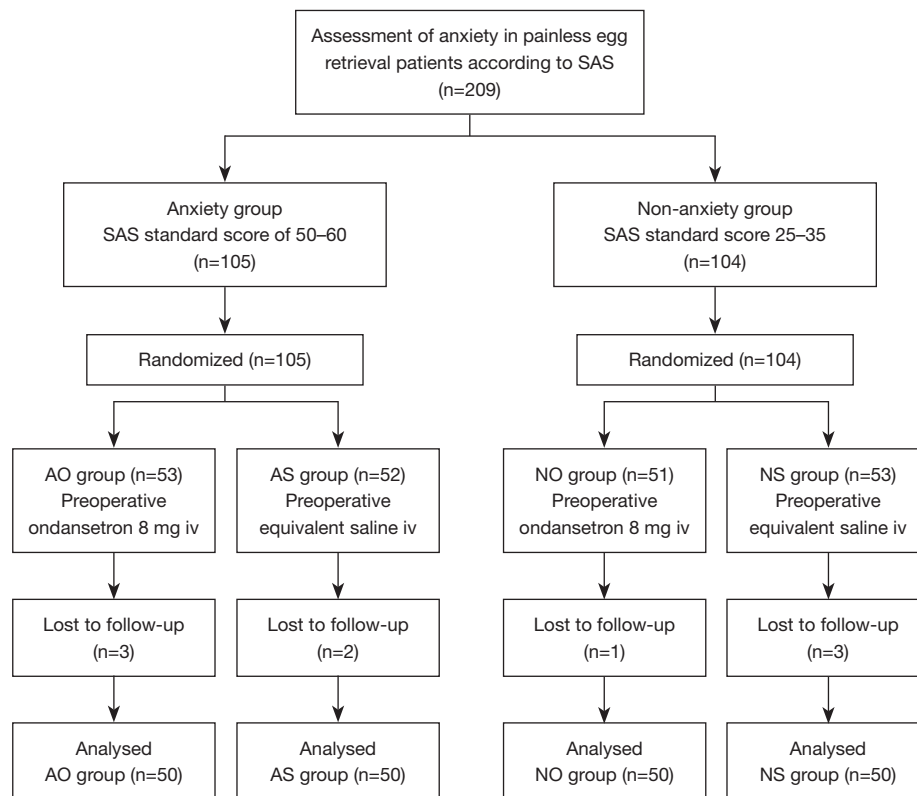 Assessment of anxiety in painless egg
retrieval patients according to SAS
(n=209)
Anxiety group
SAS standard score of 50–60
(n=105)
Non-anxiety group
SAS standard score 25–35
(n=104)
Randomized (n=105)
Randomized (n=104)
AO group (n=53)
Preoperative
ondansetron 8 mg iv
AS group (n=52)
Preoperative
equivalent saline iv
NO group (n=51)
Preoperative
ondansetron 8 mg iv
NS group (n=53)
Preoperative
equivalent saline iv
Lost to follow-up
(n=3)
Lost to follow-up
(n=2)
Lost to follow-up
(n=1)
Lost to follow-up
(n=3)
Analysed
AO group (n=50)
Analysed
AS group (n=50)
Analysed
NO group (n=50)
Analysed
NS group (n=50)